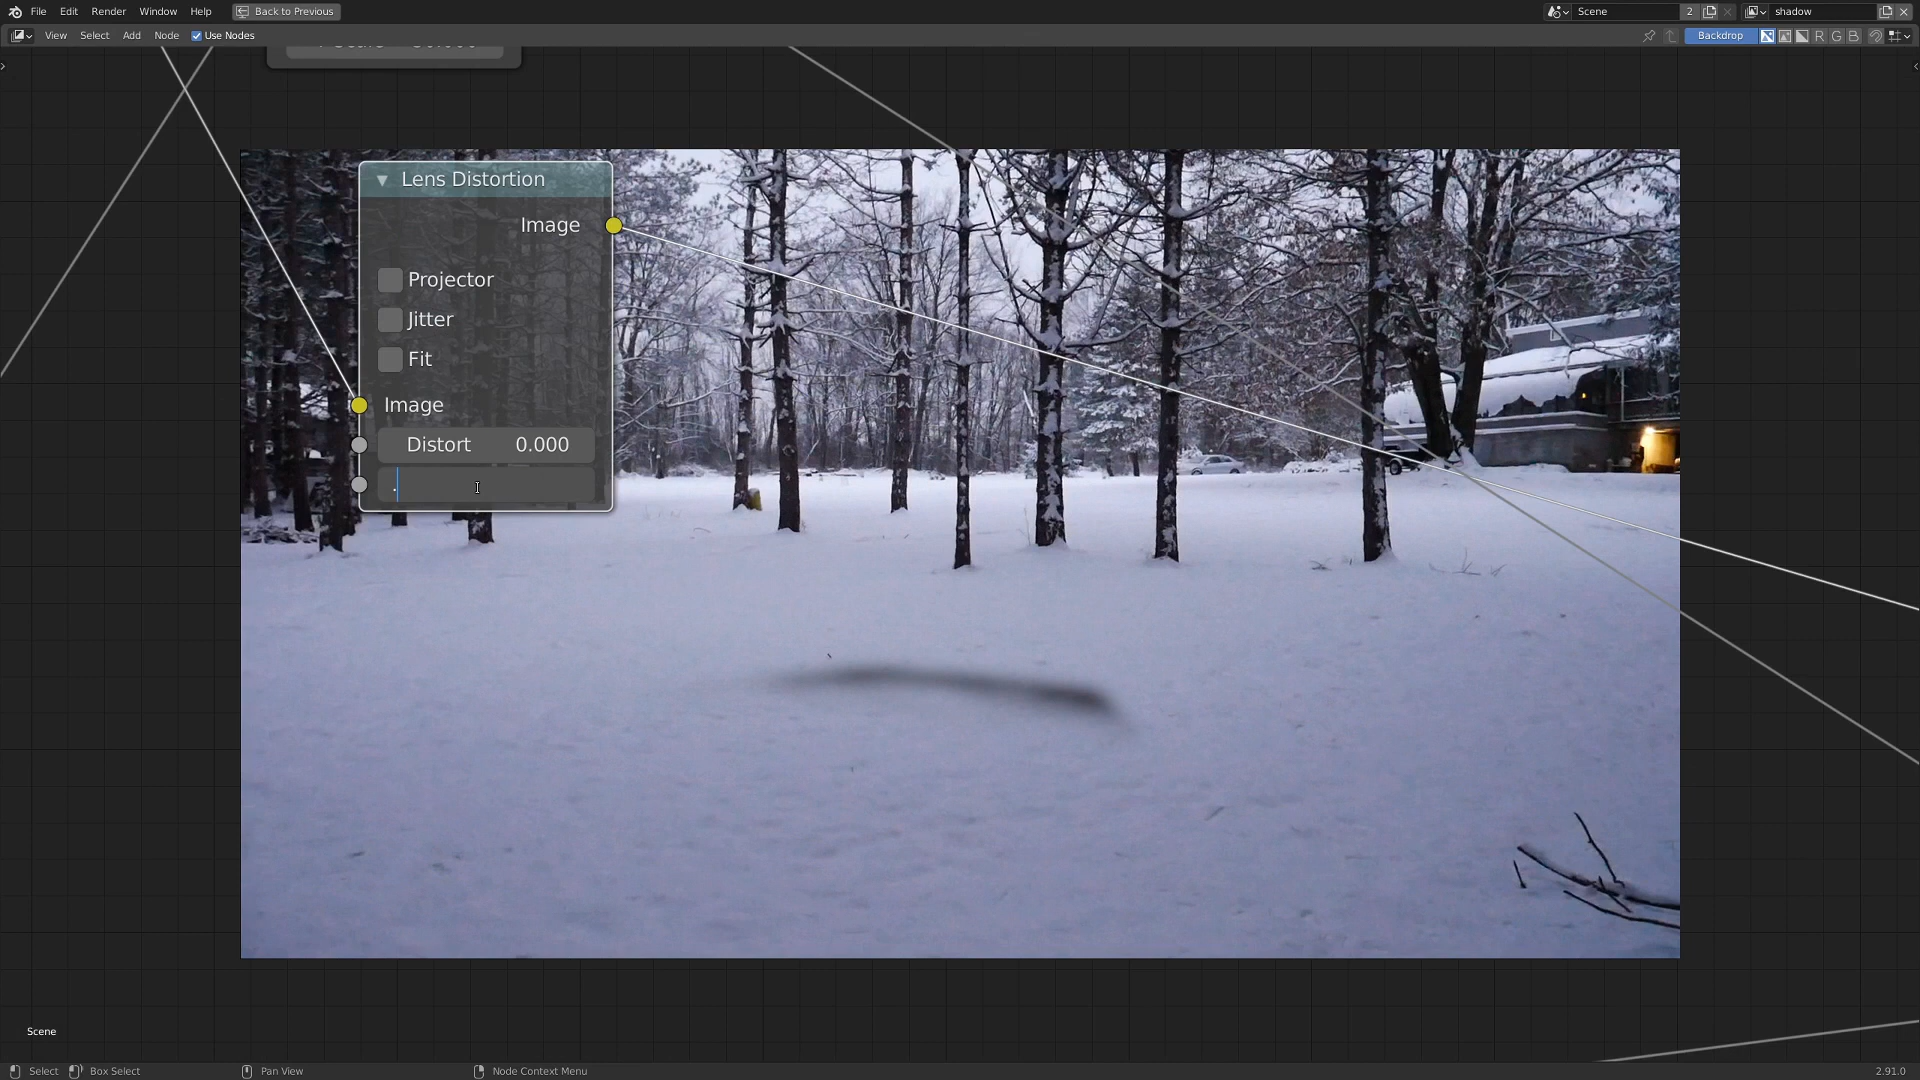 File Edit Render Window Help Back to Previous Scene 2 shadow
View Select Add Node Use Nodes Backdrop R G B
Lens Distortion
Image
Projector
Jitter
Fit
Image
Distort 0.000
.
Scene
Select Box Select Pan View Node Context Menu 2.91.0